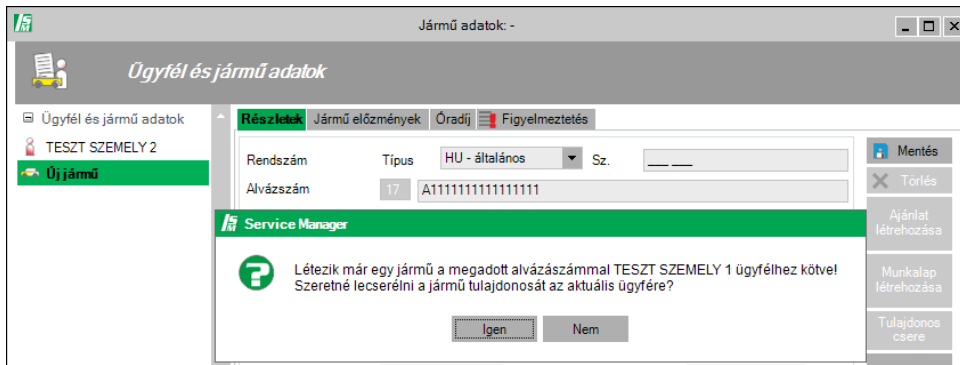 Jármű adatok: -
Ügyfél és jármű adatok
Ügyfél és jármű adatok
TESZT SZEMELY 2
Új jármű
Részletek Jármű előzmények Óradíj Figyelmeztetés
Rendszám Típus HU - általános Sz. ___ ___
Alvázszám 17 A1111111111111111
Mentés
Törlés
Ajánlat
létrehozása
Munkalap
létrehozása
Tulajdonos
csere
Service Manager
Létezik már egy jármű a megadott alvázászámmal TESZT SZEMELY 1 ügyfélhez kötve!
Szeretné lecserélni a jármű tulajdonosát az aktuális ügyfére?
Igen Nem